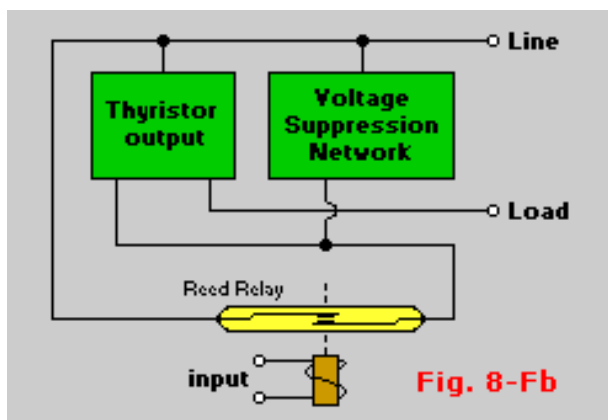 Line
Thyristor
output
Voltage
Suppression
Network
Load
Reed Relay
input
Fig. 8-Fb